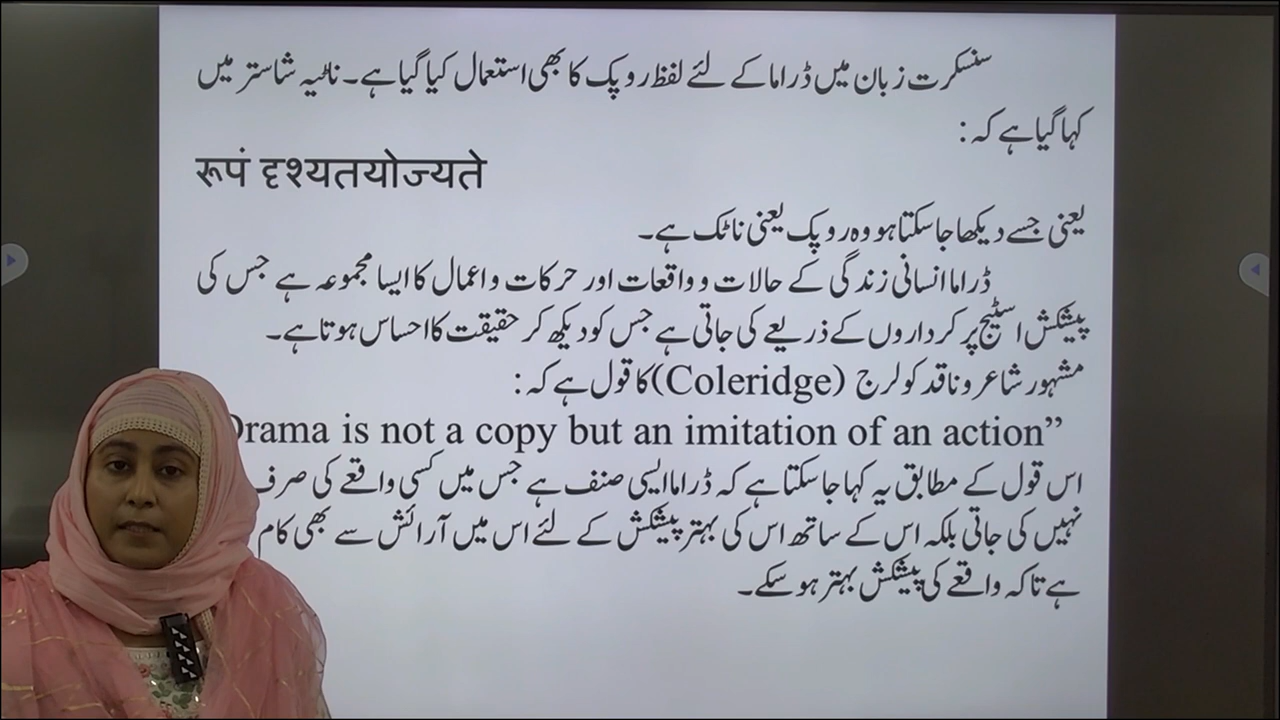 سنسکرت زبان میں ڈراما کے لئے لفظ روپک کا بھی استعمال کیا گیا ہے۔ ناٹیہ شاستر میں
کہا گیا ہے کہ :
रूपं दृश्यतयोज्यते
یعنی جسے دیکھا جا سکتا ہو وہ روپک یعنی ناٹک ہے۔
ڈراما انسانی زندگی کے حالات و واقعات اور حرکات و اعمال کا ایسا مجموعہ ہے جس کی
پیشکش اسٹیج پر کرداروں کے ذریعے کی جاتی ہے جس کو دیکھ کر حقیقت کا احساس ہوتا ہے۔
مشہور شاعر و ناقد کولرج (Coleridge) کا قول ہے کہ :
Drama is not a copy but an imitation of an action”
اس قول کے مطابق یہ کہا جا سکتا ہے کہ ڈراما ایسی صنف ہے جس میں کسی واقعے کی صرف
نہیں کی جاتی بلکہ اس کے ساتھ اس کی بہتر پیشکش کے لئے اس میں آرائش سے بھی کام
ہے تاکہ واقعے کی پیشکش بہتر ہو سکے۔